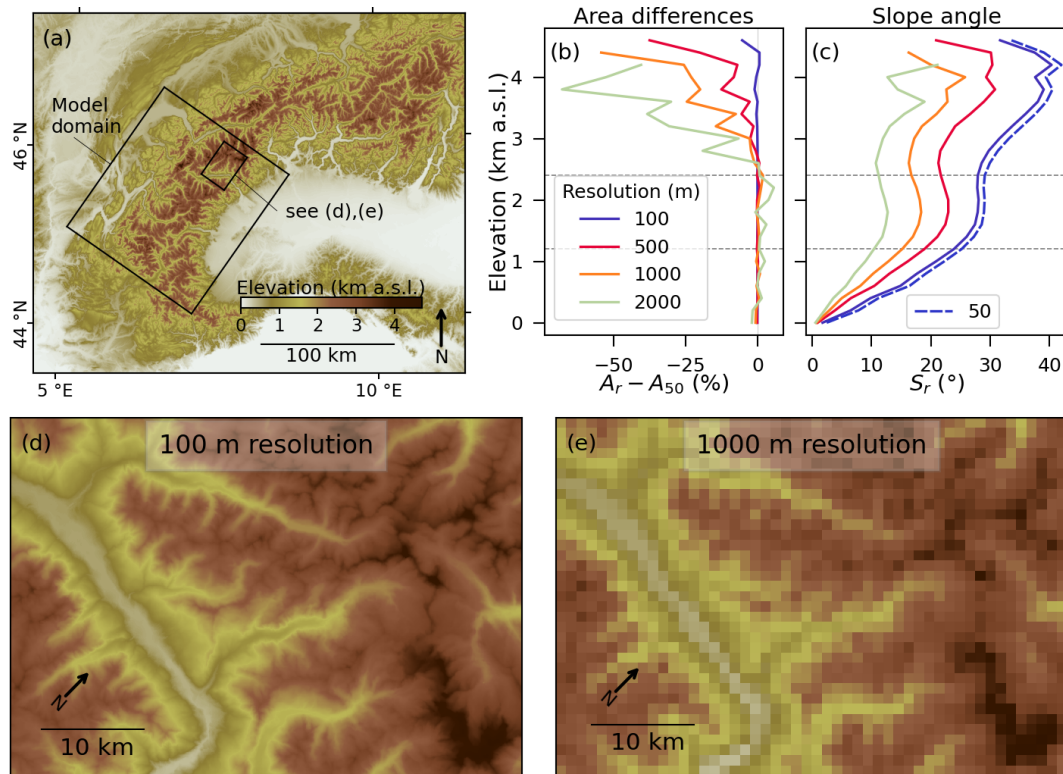 (a)
Model
domain
see (d),(e)
Elevation (km a.s.l.)
0 1 2 3 4
100 km
N
46 °N
44 °N
5 °E 10 °E
Area differences
(b)
Elevation (km a.s.l.)
4
3
2
1
0
Resolution (m)
100
500
1000
2000
−50 0
A_r − A_50 (%)
Slope angle
(c)
50
0 10 20 30 40
S_r (°)
(d)
100 m resolution
N
10 km
(e)
1000 m resolution
N
10 km